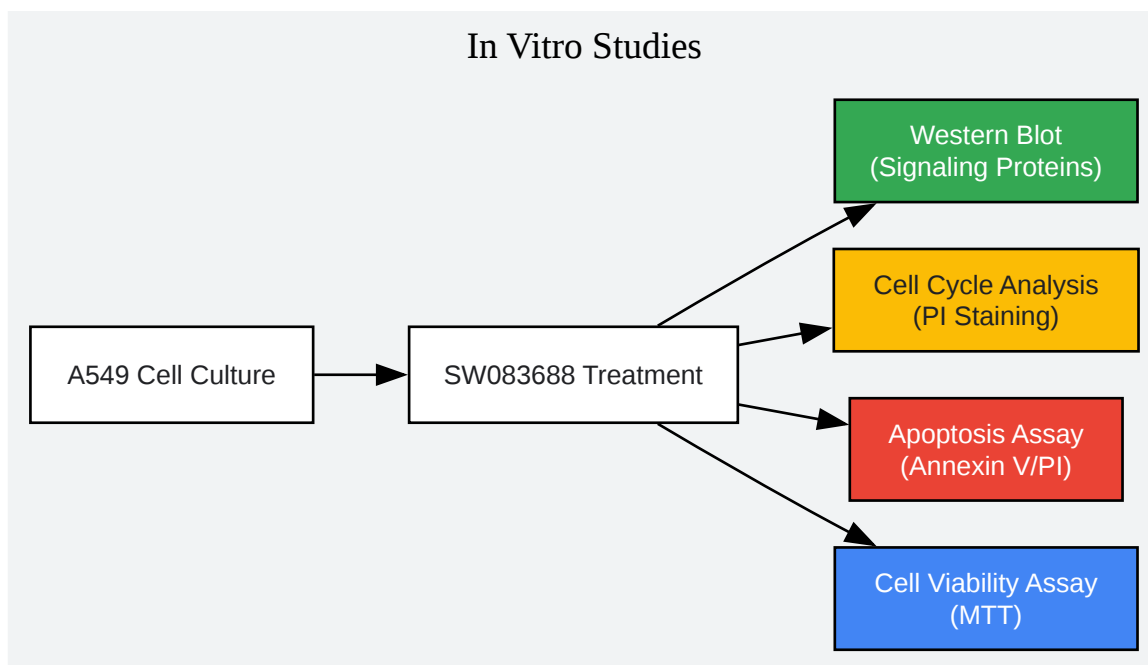 In Vitro Studies
Western Blot
(Signaling Proteins)
Cell Cycle Analysis
(PI Staining)
A549 Cell Culture
SW083688 Treatment
Apoptosis Assay
(Annexin V/PI)
Cell Viability Assay
(MTT)